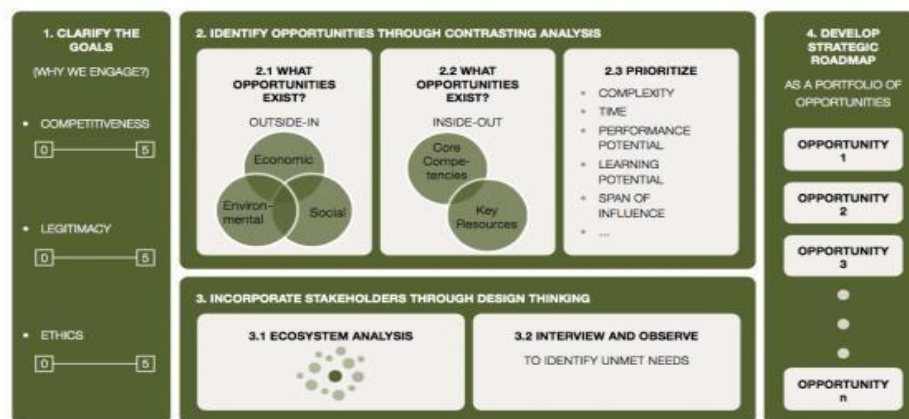 1. CLARIFY THE
GOALS
(WHY WE ENGAGE?)
• COMPETITIVENESS
0 5
• LEGITIMACY
0 5
• ETHICS
0 5
2. IDENTIFY OPPORTUNITIES THROUGH CONTRASTING ANALYSIS
2.1 WHAT
OPPORTUNITIES
EXIST?
OUTSIDE-IN
Economic
Environ-
mental
Social
2.2 WHAT
OPPORTUNITIES
EXIST?
INSIDE-OUT
Core
Compe-
tencies
Key
Resources
2.3 PRIORITIZE
• COMPLEXITY
• TIME
• PERFORMANCE
POTENTIAL
• LEARNING
POTENTIAL
• SPAN OF
INFLUENCE
• ...
3. INCORPORATE STAKEHOLDERS THROUGH DESIGN THINKING
3.1 ECOSYSTEM ANALYSIS
3.2 INTERVIEW AND OBSERVE
TO IDENTIFY UNMET NEEDS
4. DEVELOP
STRATEGIC
ROADMAP
AS A PORTFOLIO OF
OPPORTUNITIES
OPPORTUNITY
1
OPPORTUNITY
2
OPPORTUNITY
3
OPPORTUNITY
n